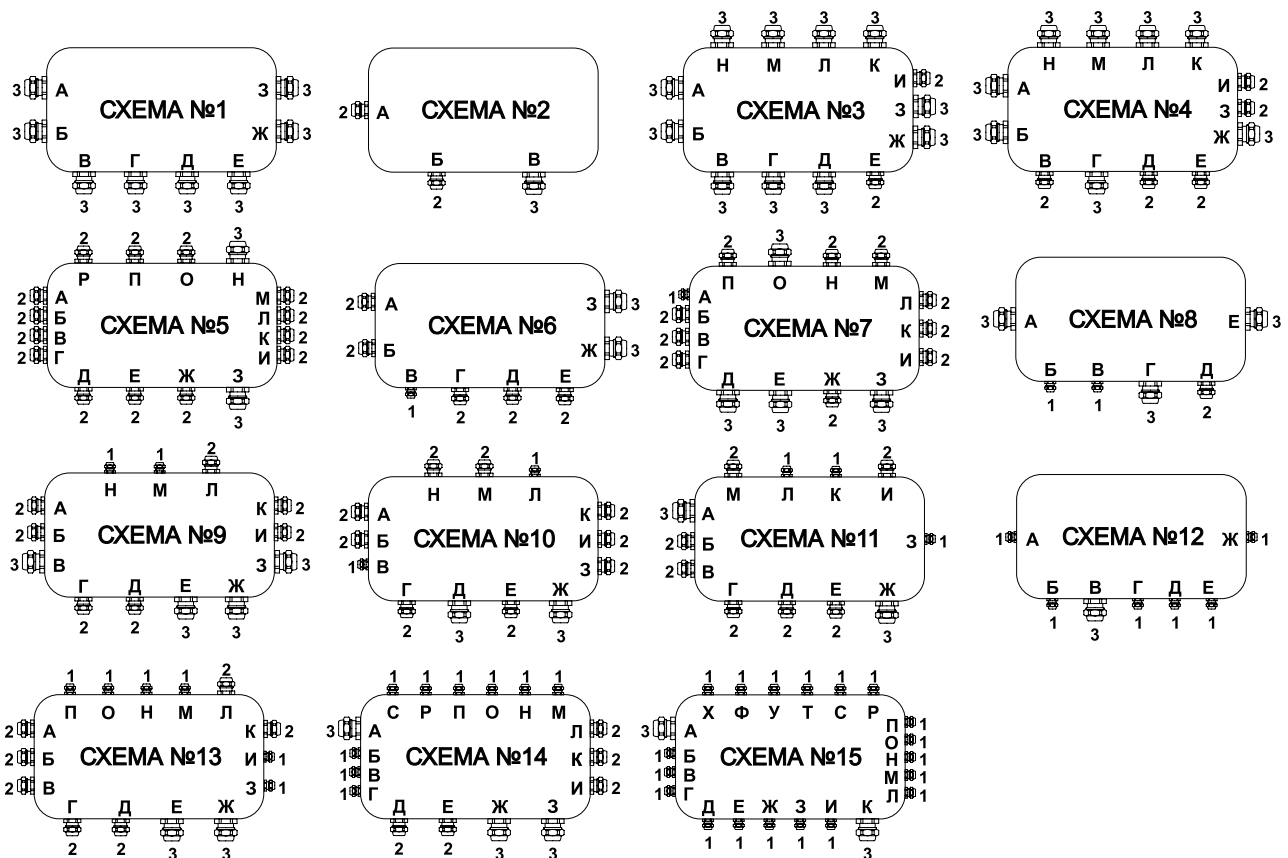 СХЕМА №1
А 3
Б 3
В 3
Г 3
Д 3
Е 3
Ж 3
З 3
СХЕМА №2
А 2
Б 2
В 3
СХЕМА №3
А 3
Б 3
В 3
Г 3
Д 3
Е 2
Ж 3
З 3
И 2
К 3
Л 3
М 3
Н 3
СХЕМА №4
А 3
Б 3
В 2
Г 3
Д 2
Е 2
Ж 3
З 2
И 2
К 3
Л 3
М 3
Н 3
СХЕМА №5
А 2
Б 2
В 2
Г 2
Д 2
Е 2
Ж 2
З 3
И 2
К 2
Л 2
М 2
Н 3
О 2
П 2
Р 2
СХЕМА №6
А 2
Б 2
В 1
Г 2
Д 2
Е 2
Ж 3
З 3
СХЕМА №7
А 1
Б 2
В 2
Г 2
Д 3
Е 3
Ж 2
З 3
И 2
К 2
Л 2
М 2
Н 2
О 3
П 2
СХЕМА №8
А 3
Б 1
В 1
Г 3
Д 2
Е 3
СХЕМА №9
А 2
Б 2
В 3
Г 2
Д 2
Е 3
Ж 3
З 3
И 2
К 2
Л 2
М 1
Н 1
СХЕМА №10
А 2
Б 2
В 1
Г 2
Д 3
Е 2
Ж 3
З 2
И 2
К 2
Л 1
М 2
Н 2
СХЕМА №11
А 3
Б 2
В 2
Г 2
Д 2
Е 2
Ж 3
З 1
И 2
К 1
Л 1
М 2
СХЕМА №12
А 1
Б 1
В 3
Г 1
Д 1
Е 1
Ж 1
СХЕМА №13
А 2
Б 2
В 2
Г 2
Д 2
Е 3
Ж 3
З 1
И 1
К 2
Л 2
М 1
Н 1
О 1
П 1
СХЕМА №14
А 3
Б 1
В 1
Г 1
Д 2
Е 2
Ж 3
З 3
И 2
К 2
Л 2
М 1
Н 1
О 1
П 1
Р 1
С 1
СХЕМА №15
А 3
Б 1
В 1
Г 1
Д 1
Е 1
Ж 1
З 1
И 1
К 3
Л 1
М 1
Н 1
О 1
П 1
Р 1
С 1
Т 1
У 1
Ф 1
Х 1